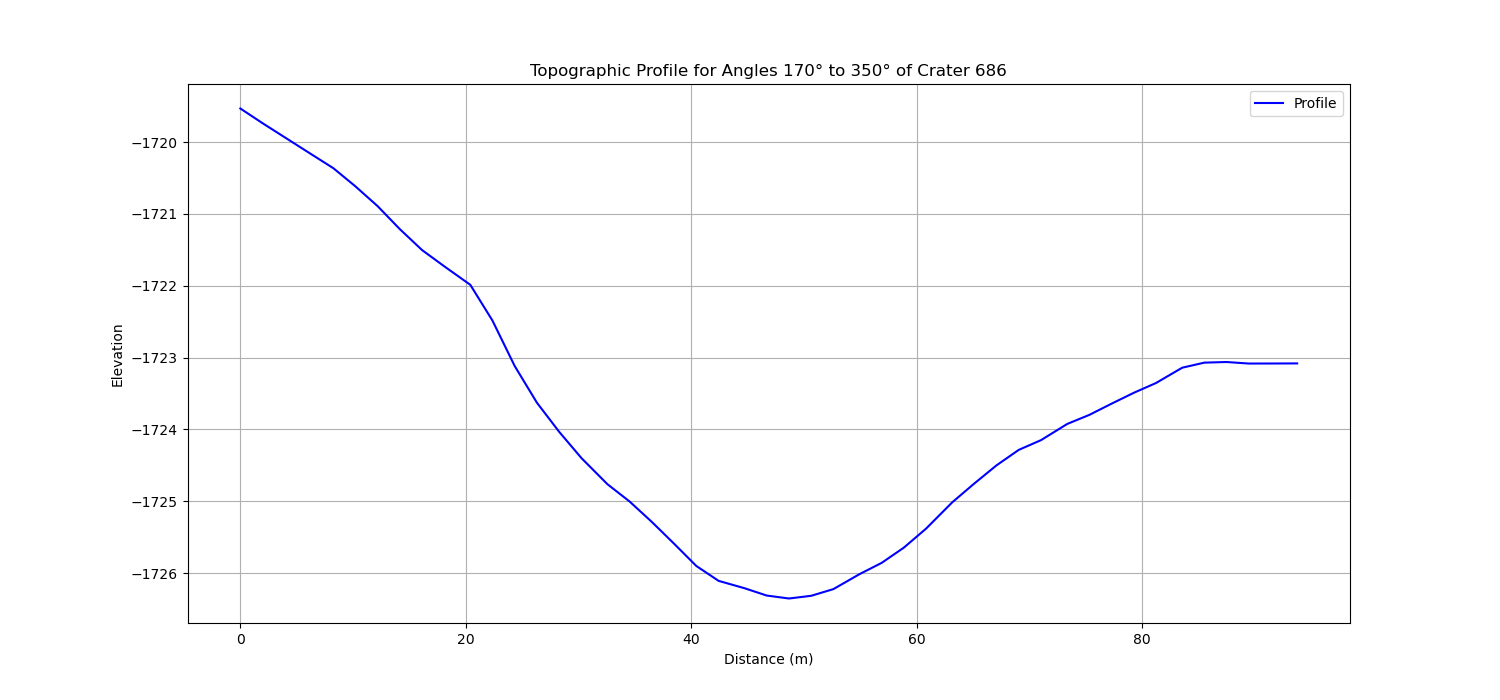 Topographic Profile for Angles 170° to 350° of Crater 686
Profile
−1720
−1721
−1722
−1723
−1724
−1725
−1726
Elevation
0 20 40 60 80
Distance (m)